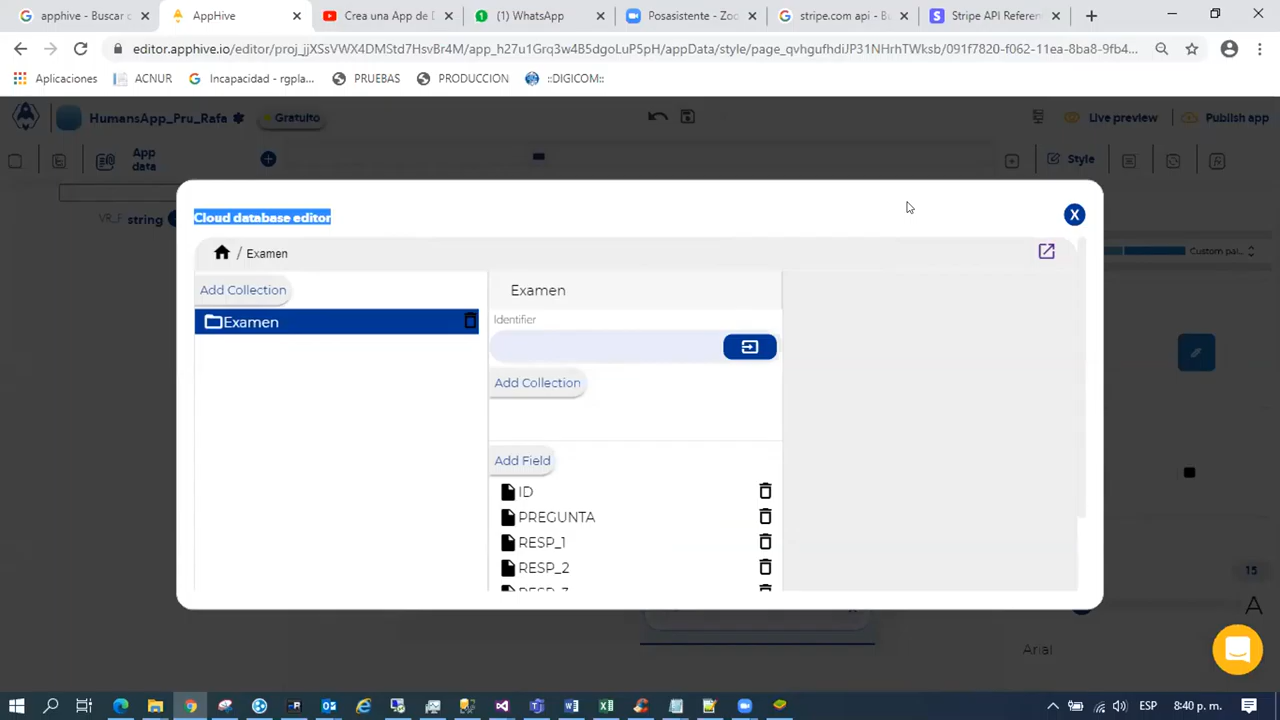 apphive - Buscar c
AppHive
Crea una App de D
(1) WhatsApp
Posasistente - Zoo
stripe.com api - Bu
Stripe API Referen
editor.apphive.io/editor/proj_jjXSsVWX4DMStd7HsvBr4M/app_h27u1Grq3w4B5dgoLuP5pH/appData/style/page_qvhgufhdiJP31NHrhTWksb/091f7820-f062-11ea-8ba8-9fb4...
Aplicaciones
ACNUR
Incapacidad - rgpla...
PRUEBAS
PRODUCCION
::DIGICOM::
HumansApp_Pru_Rafa
Gratuito
Live preview
Publish app
App data
Style
VR_F string
Custom pal...
Cloud database editor
X
/ Examen
Add Collection
Examen
Examen
Identifier
Add Collection
Add Field
ID
PREGUNTA
RESP_1
RESP_2
15
A
Arial
ESP
8:40 p. m.